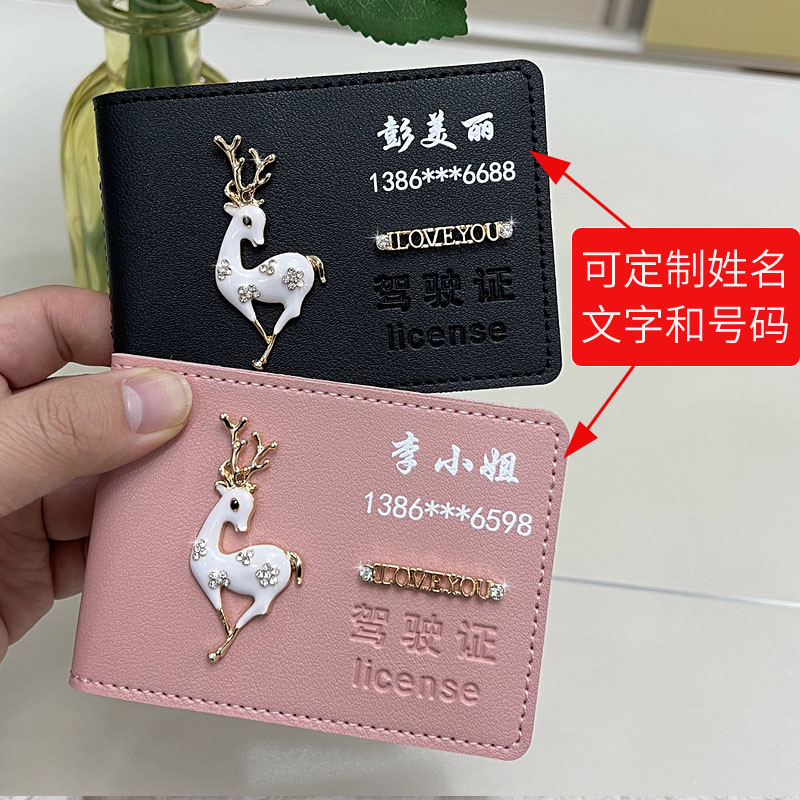 彭美丽
1386***6688
I LOVE YOU
驾驶证
license
可定制姓名
文字和号码
李小姐
1386***6598
I LOVE YOU
驾驶证
license